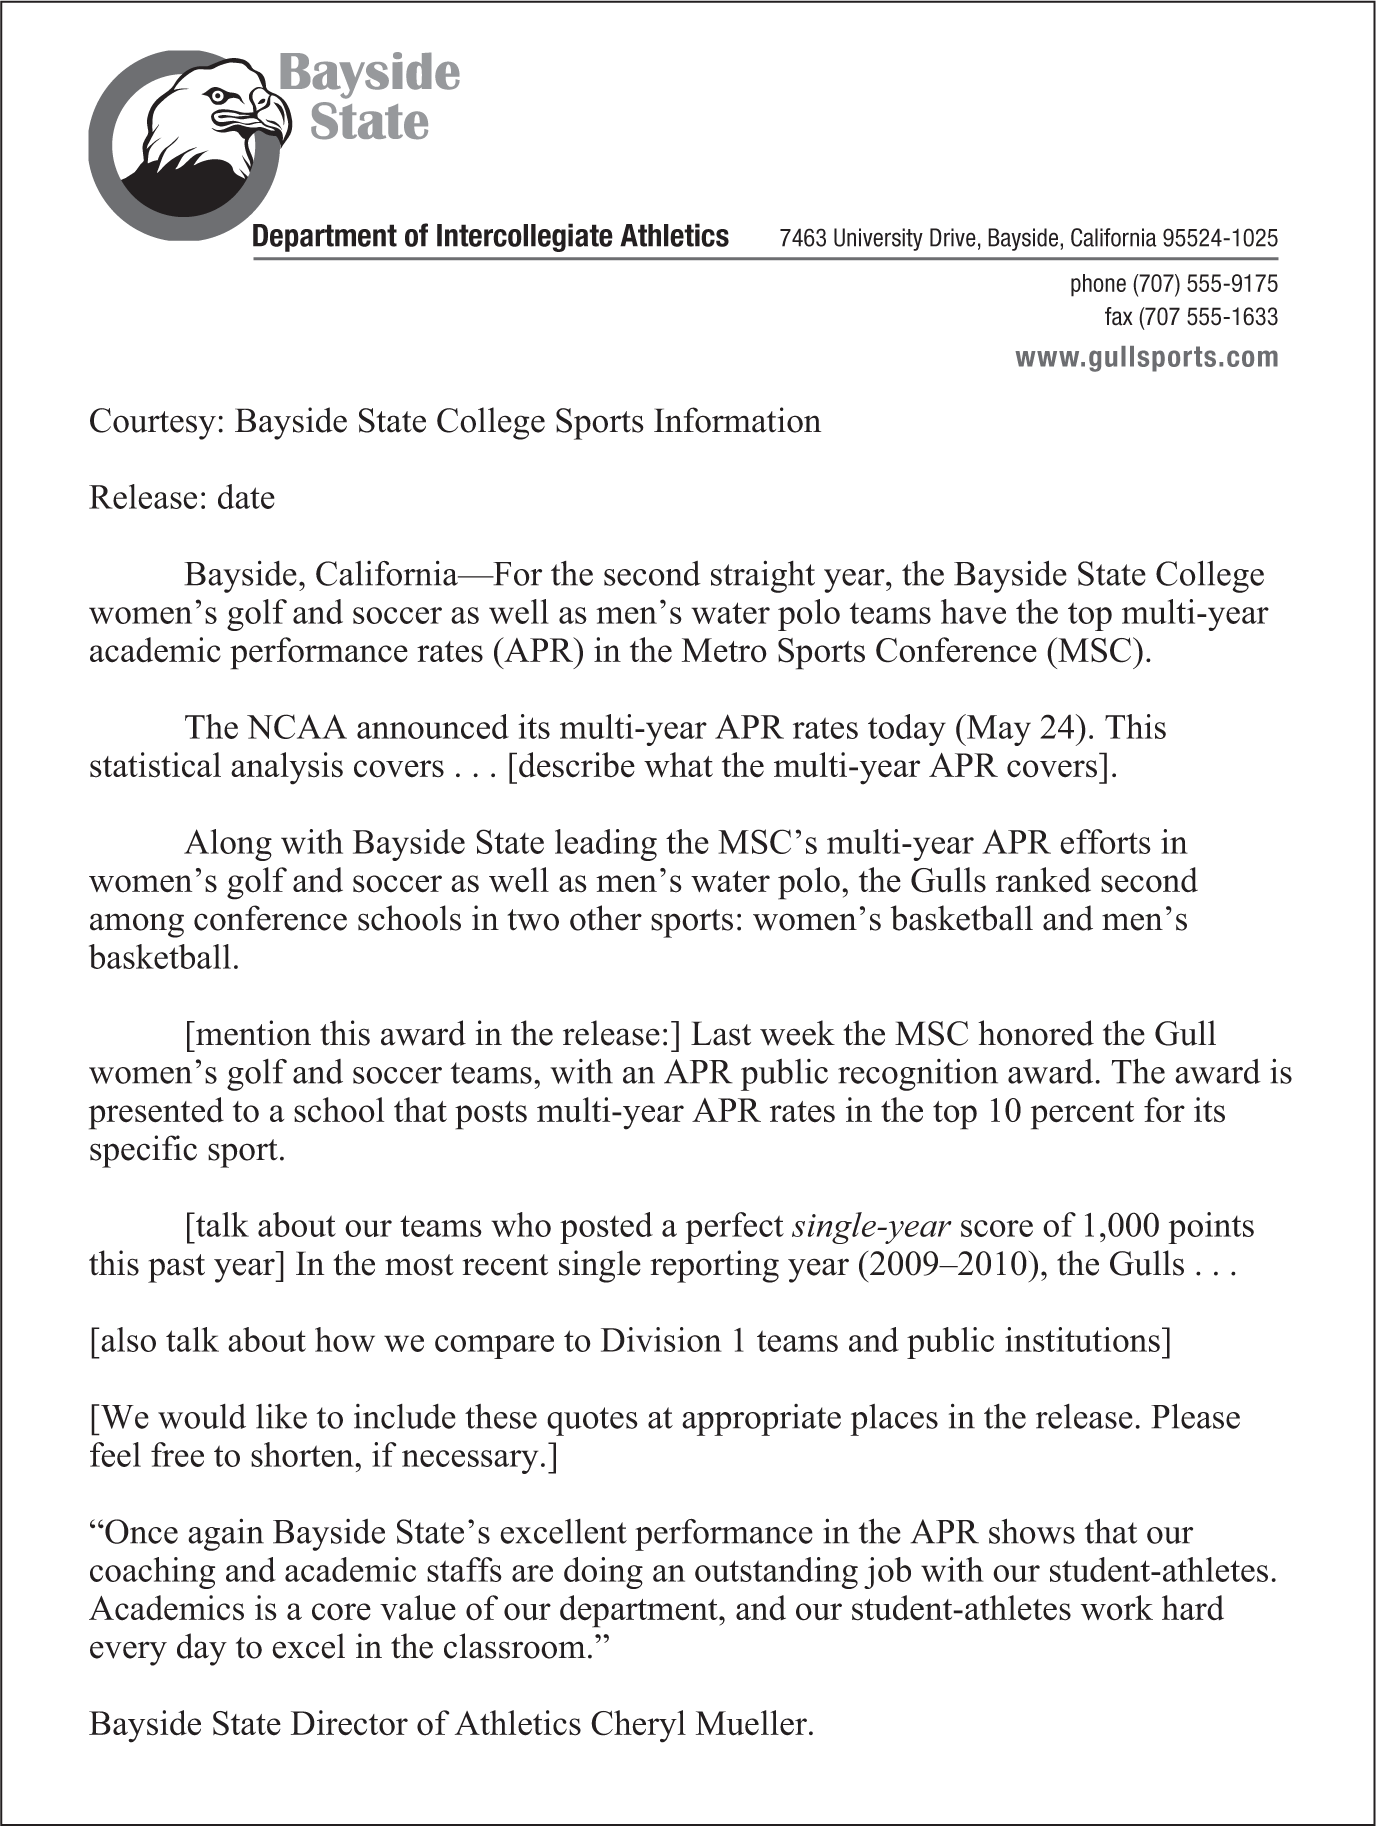 Bayside
State
Department of Intercollegiate Athletics 7463 University Drive, Bayside, California 95524-1025
phone (707) 555-9175
fax (707 555-1633
www.gullsports.com
Courtesy: Bayside State College Sports Information
Release: date
Bayside, California—For the second straight year, the Bayside State College
women’s golf and soccer as well as men’s water polo teams have the top multi-year
academic performance rates (APR) in the Metro Sports Conference (MSC).
The NCAA announced its multi-year APR rates today (May 24). This
statistical analysis covers . . . [describe what the multi-year APR covers].
Along with Bayside State leading the MSC’s multi-year APR efforts in
women’s golf and soccer as well as men’s water polo, the Gulls ranked second
among conference schools in two other sports: women’s basketball and men’s
basketball.
[mention this award in the release:] Last week the MSC honored the Gull
women’s golf and soccer teams, with an APR public recognition award. The award is
presented to a school that posts multi-year APR rates in the top 10 percent for its
specific sport.
[talk about our teams who posted a perfect single-year score of 1,000 points
this past year] In the most recent single reporting year (2009–2010), the Gulls . . .
[also talk about how we compare to Division 1 teams and public institutions]
[We would like to include these quotes at appropriate places in the release. Please
feel free to shorten, if necessary.]
“Once again Bayside State’s excellent performance in the APR shows that our
coaching and academic staffs are doing an outstanding job with our student-athletes.
Academics is a core value of our department, and our student-athletes work hard
every day to excel in the classroom.”
Bayside State Director of Athletics Cheryl Mueller.